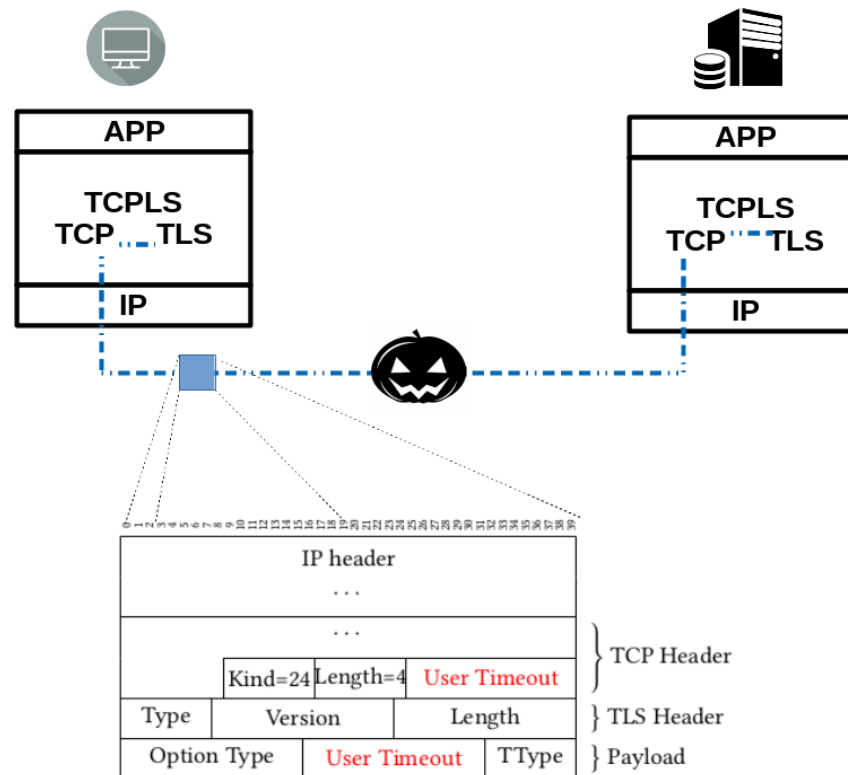 APP
TCPLS
TCP TLS
IP
APP
TCPLS
TCP TLS
IP
0 1 2 3 4 5 6 7 8 9 10 11 12 13 14 15 16 17 18 19 20 21 22 23 24 25 26 27 28 29 30 31 32 33 34 35 36 37 38 39
IP header
...
...
TCP Header
Kind=24 Length=4 User Timeout
Type Version Length TLS Header
Option Type User Timeout TType Payload